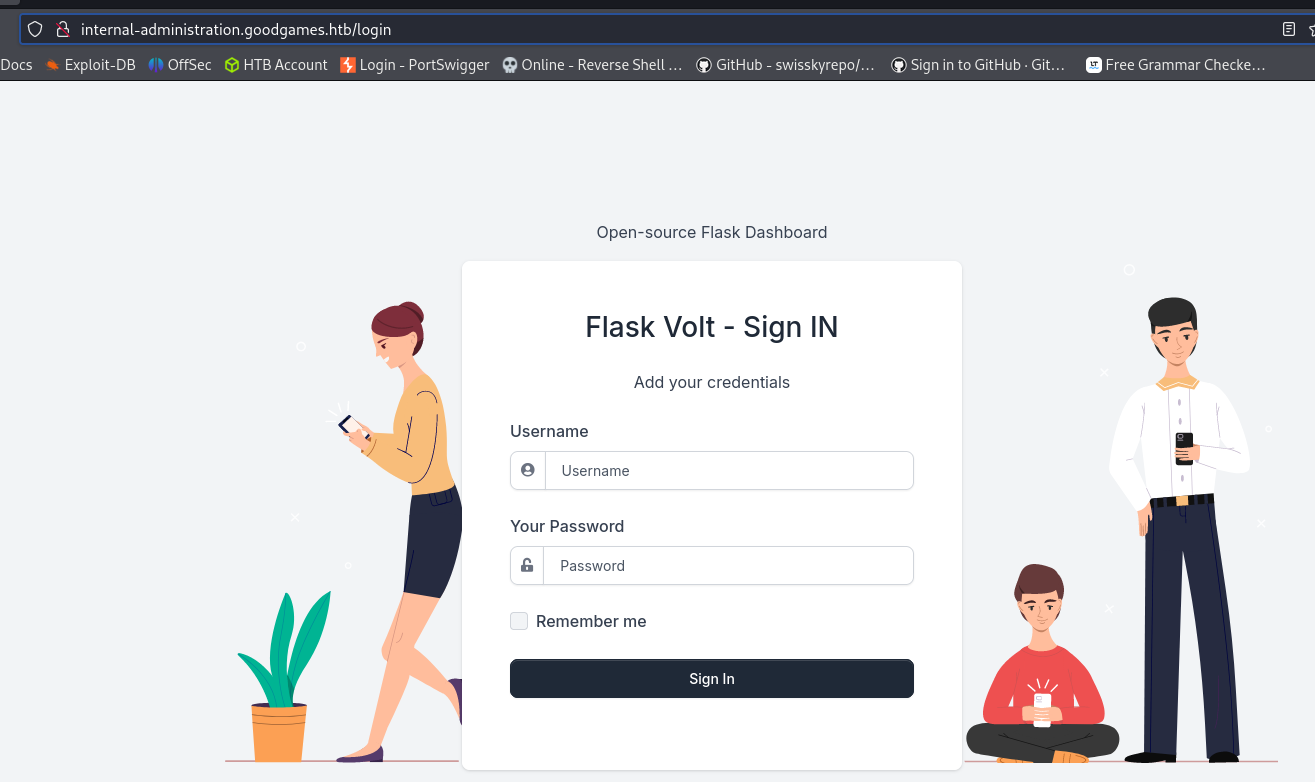 internal-administration.goodgames.htb/login
Docs Exploit-DB OffSec HTB Account Login - PortSwigger Online - Reverse Shell … GitHub - swisskyrepo/… Sign in to GitHub · Git… Free Grammar Checke…
Open-source Flask Dashboard
Flask Volt - Sign IN
Add your credentials
Username
Username
Your Password
Password
Remember me
Sign In